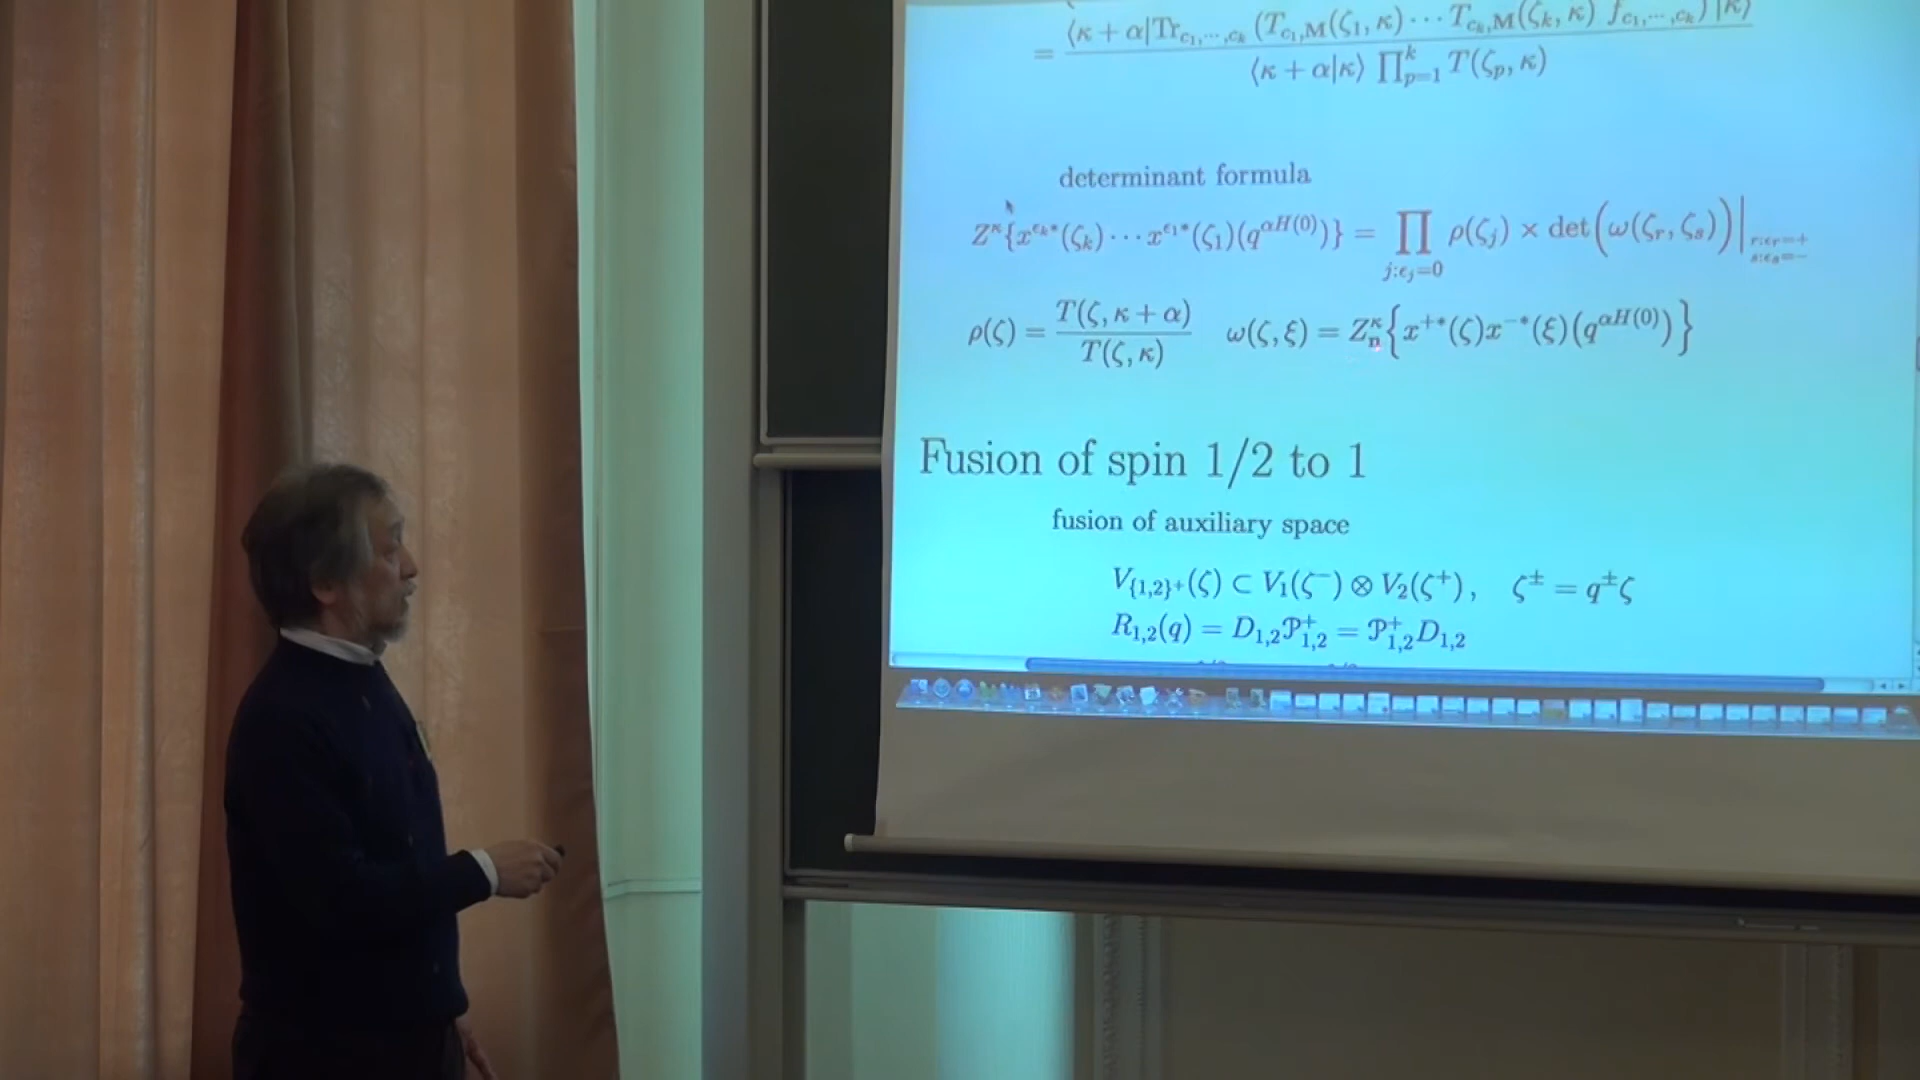 = ⟨κ + α|Tr_{c_1,⋯,c_k} (T_{c_1,M}(ζ_1, κ) ⋯ T_{c_k,M}(ζ_k, κ) f_{c_1,⋯,c_k}) |κ⟩
⟨κ + α|κ⟩ ∏_{p=1}^{k} T(ζ_p, κ)
determinant formula
Z^κ{x^{ϵ_k*}(ζ_k) ⋯ x^{ϵ_1*}(ζ_1)(q^{αH(0)})} = ∏_{j:ϵ_j=0} ρ(ζ_j) × det(ω(ζ_r, ζ_s))|_{r:ϵ_r=+ s:ϵ_s=−}
ρ(ζ) = T(ζ, κ + α) / T(ζ, κ) ω(ζ, ξ) = Z_n^κ{x^{+*}(ζ)x^{−*}(ξ)(q^{αH(0)})}
Fusion of spin 1/2 to 1
fusion of auxiliary space
V_{{1,2}^+}(ζ) ⊂ V_1(ζ^−) ⊗ V_2(ζ^+), ζ^± = q^±ζ
R_{1,2}(q) = D_{1,2}𝒫^+_{1,2} = 𝒫^+_{1,2}D_{1,2}